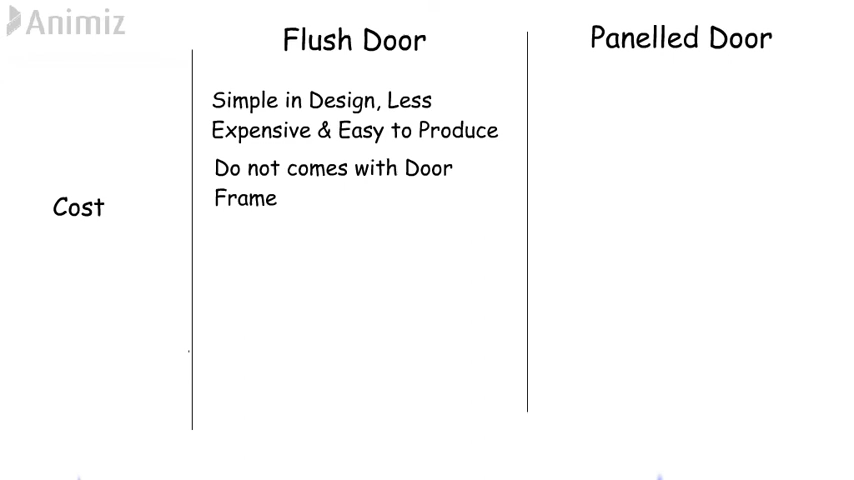 Animiz
Flush Door
Panelled Door
Simple in Design, Less
Expensive & Easy to Produce
Do not comes with Door
Frame
Cost